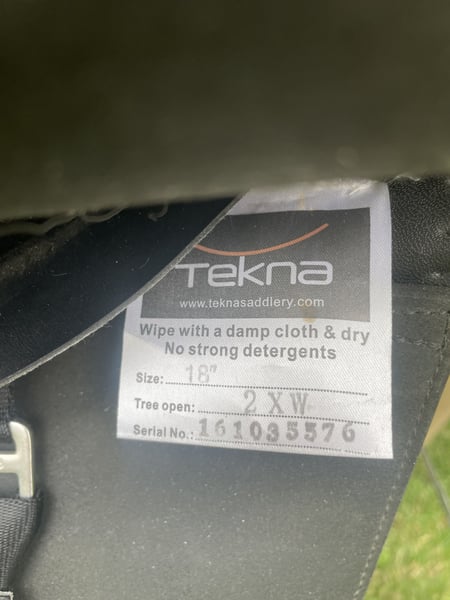 Tekna
www.teknasaddlery.com
Wipe with a damp cloth & dry
No strong detergents
Size: 18"
Tree open: 2 X W
Serial No.: 161035576